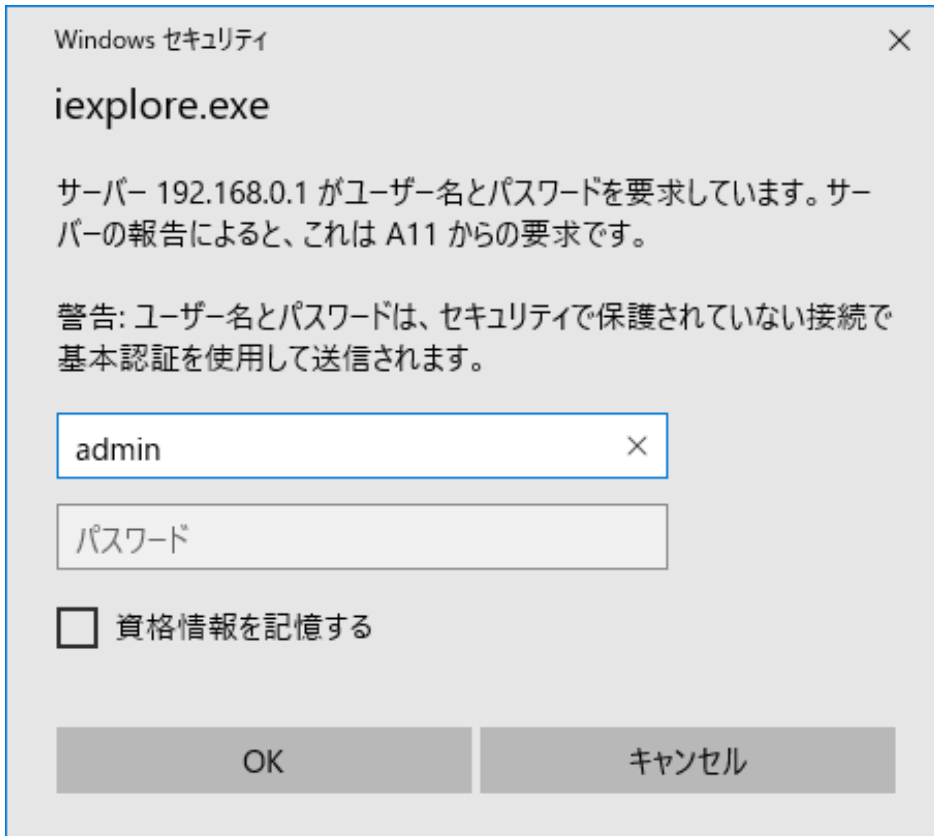 Windows セキュリティ
iexplore.exe
サーバー 192.168.0.1 がユーザー名とパスワードを要求しています。サー
バーの報告によると、これは A11 からの要求です。
警告: ユーザー名とパスワードは、セキュリティで保護されていない接続で
基本認証を使用して送信されます。
admin
パスワード
資格情報を記憶する
OK
キャンセル